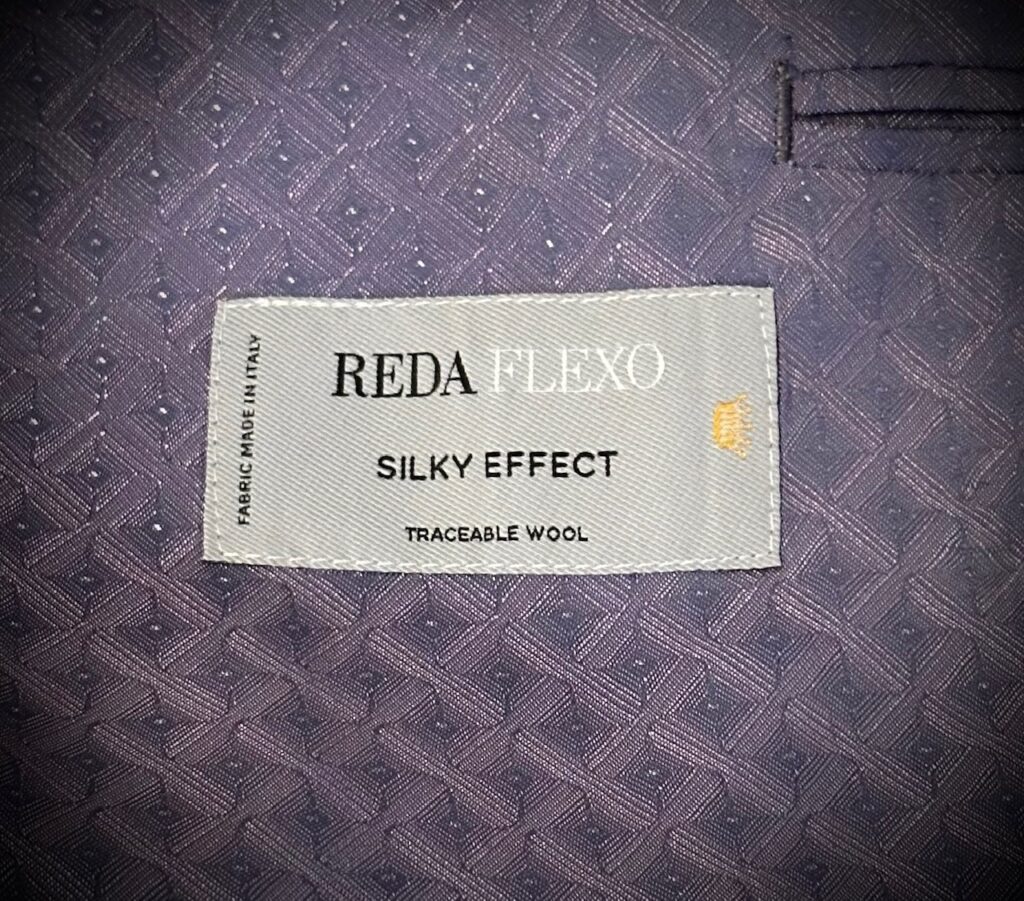 FABRIC MADE IN ITALY
REDA FLEXO
SILKY EFFECT
TRACEABLE WOOL